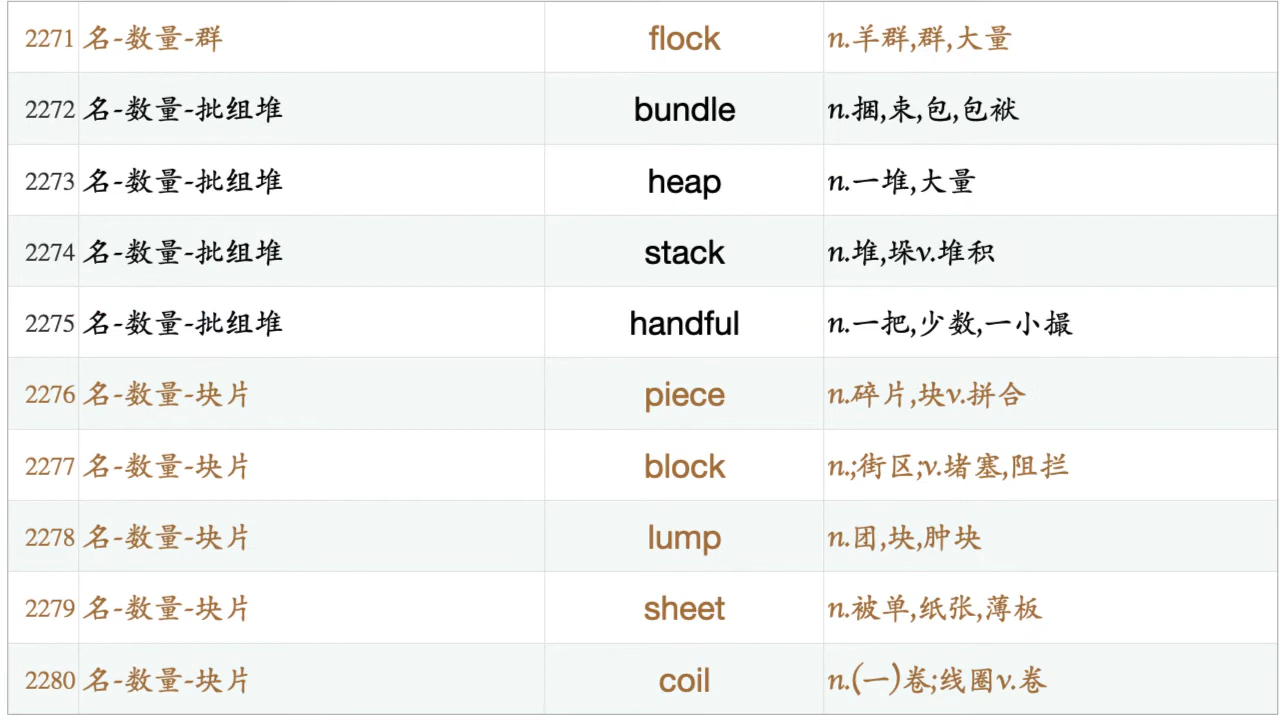 2271 名-数量-群 flock n.羊群,群,大量
2272 名-数量-批组堆 bundle n.捆,束,包,包袱
2273 名-数量-批组堆 heap n.一堆,大量
2274 名-数量-批组堆 stack n.堆,垛v.堆积
2275 名-数量-批组堆 handful n.一把,少数,一小撮
2276 名-数量-块片 piece n.碎片,块v.拼合
2277 名-数量-块片 block n.;街区;v.堵塞,阻拦
2278 名-数量-块片 lump n.团,块,肿块
2279 名-数量-块片 sheet n.被单,纸张,薄板
2280 名-数量-块片 coil n.(一)卷;线圈v.卷